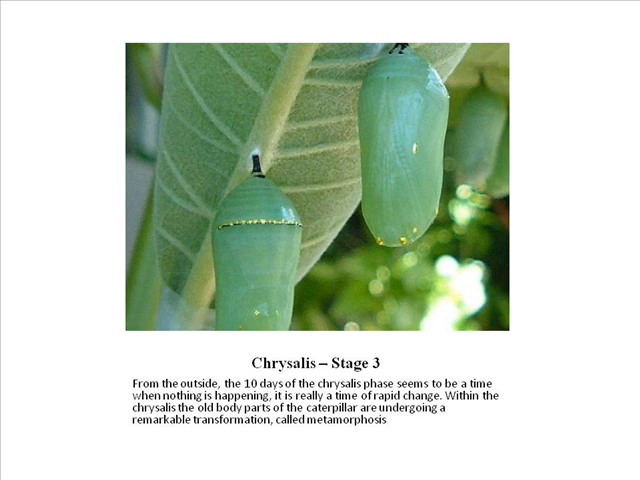 Chrysalis – Stage 3
From the outside, the 10 days of the chrysalis phase seems to be a time
when nothing is happening, it is really a time of rapid change. Within the
chrysalis the old body parts of the caterpillar are undergoing a
remarkable transformation, called metamorphosis